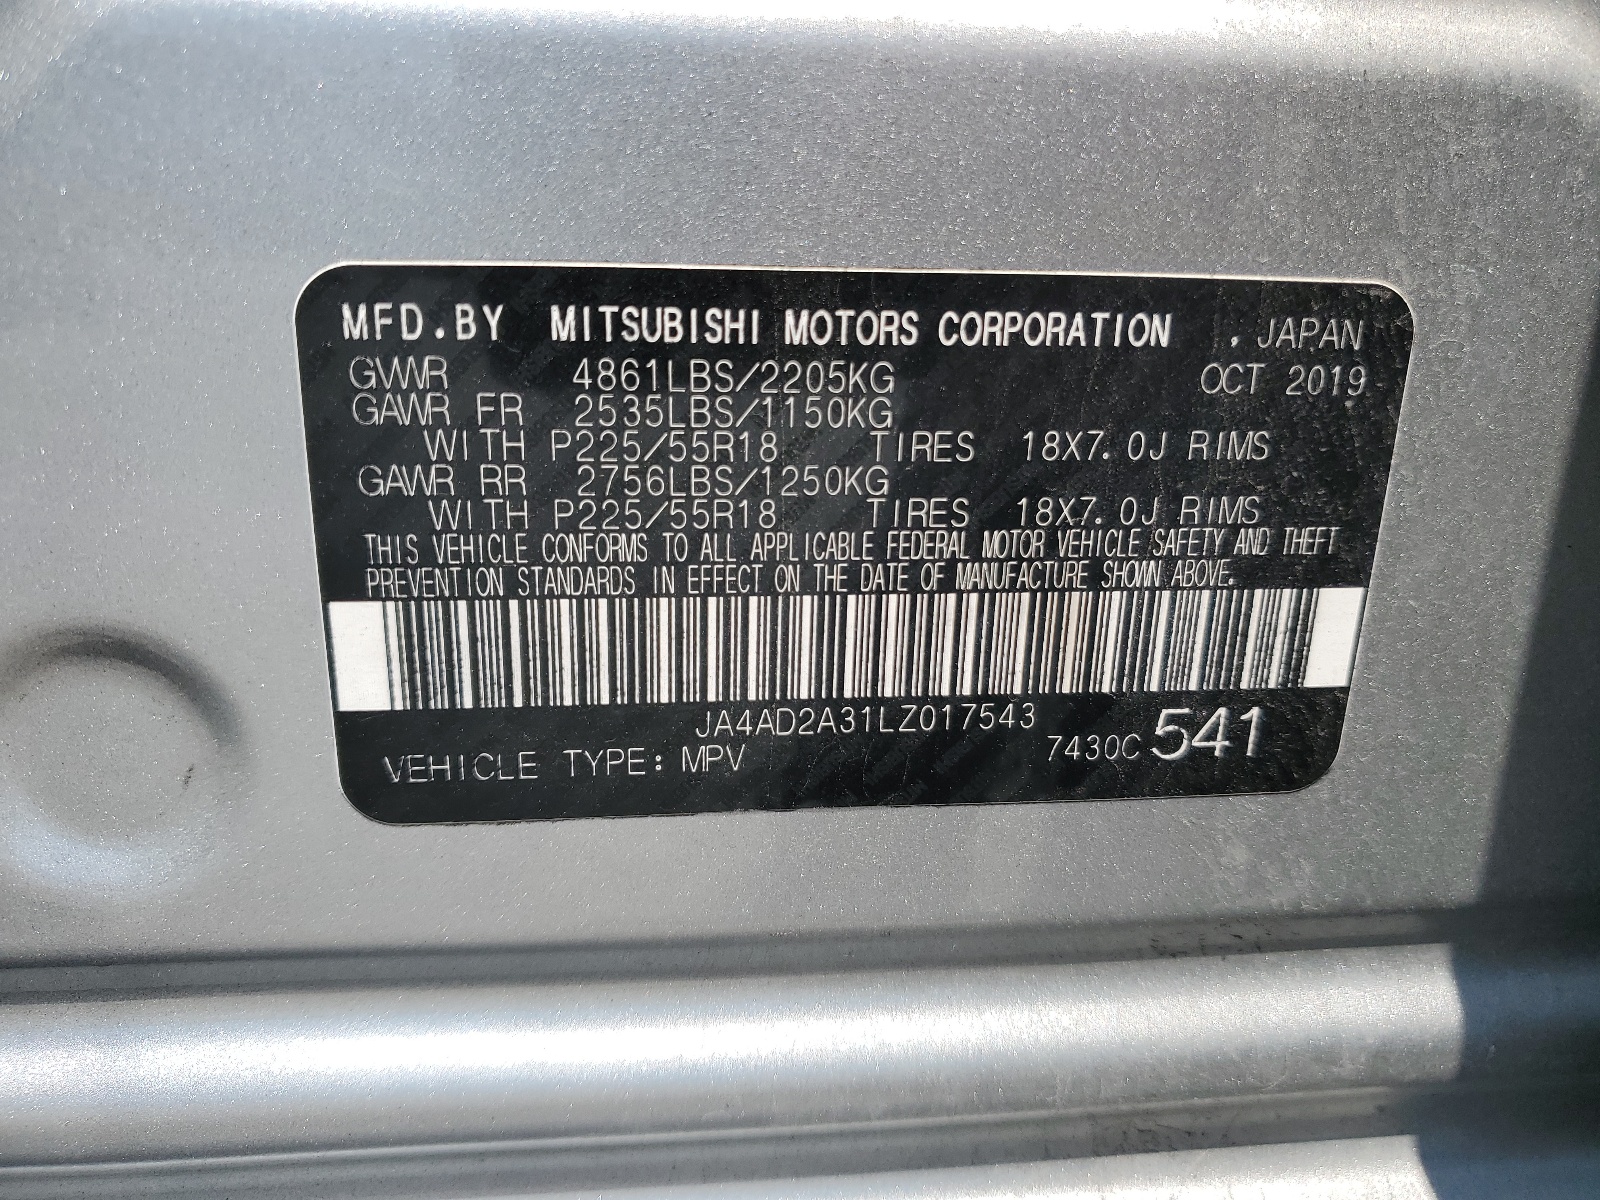 MFD.BY MITSUBISHI MOTORS CORPORATION , JAPAN
GVWR 4861LBS/2205KG OCT 2019
GAWR FR 2535LBS/1150KG
WITH P225/55R18 TIRES 18X7.0J RIMS
GAWR RR 2756LBS/1250KG
WITH P225/55R18 TIRES 18X7.0J RIMS
THIS VEHICLE CONFORMS TO ALL APPLICABLE FEDERAL MOTOR VEHICLE SAFETY AND THEFT
PREVENTION STANDARDS IN EFFECT ON THE DATE OF MANUFACTURE SHOWN ABOVE.
JA4AD2A31LZ017543
VEHICLE TYPE: MPV 7430C 541